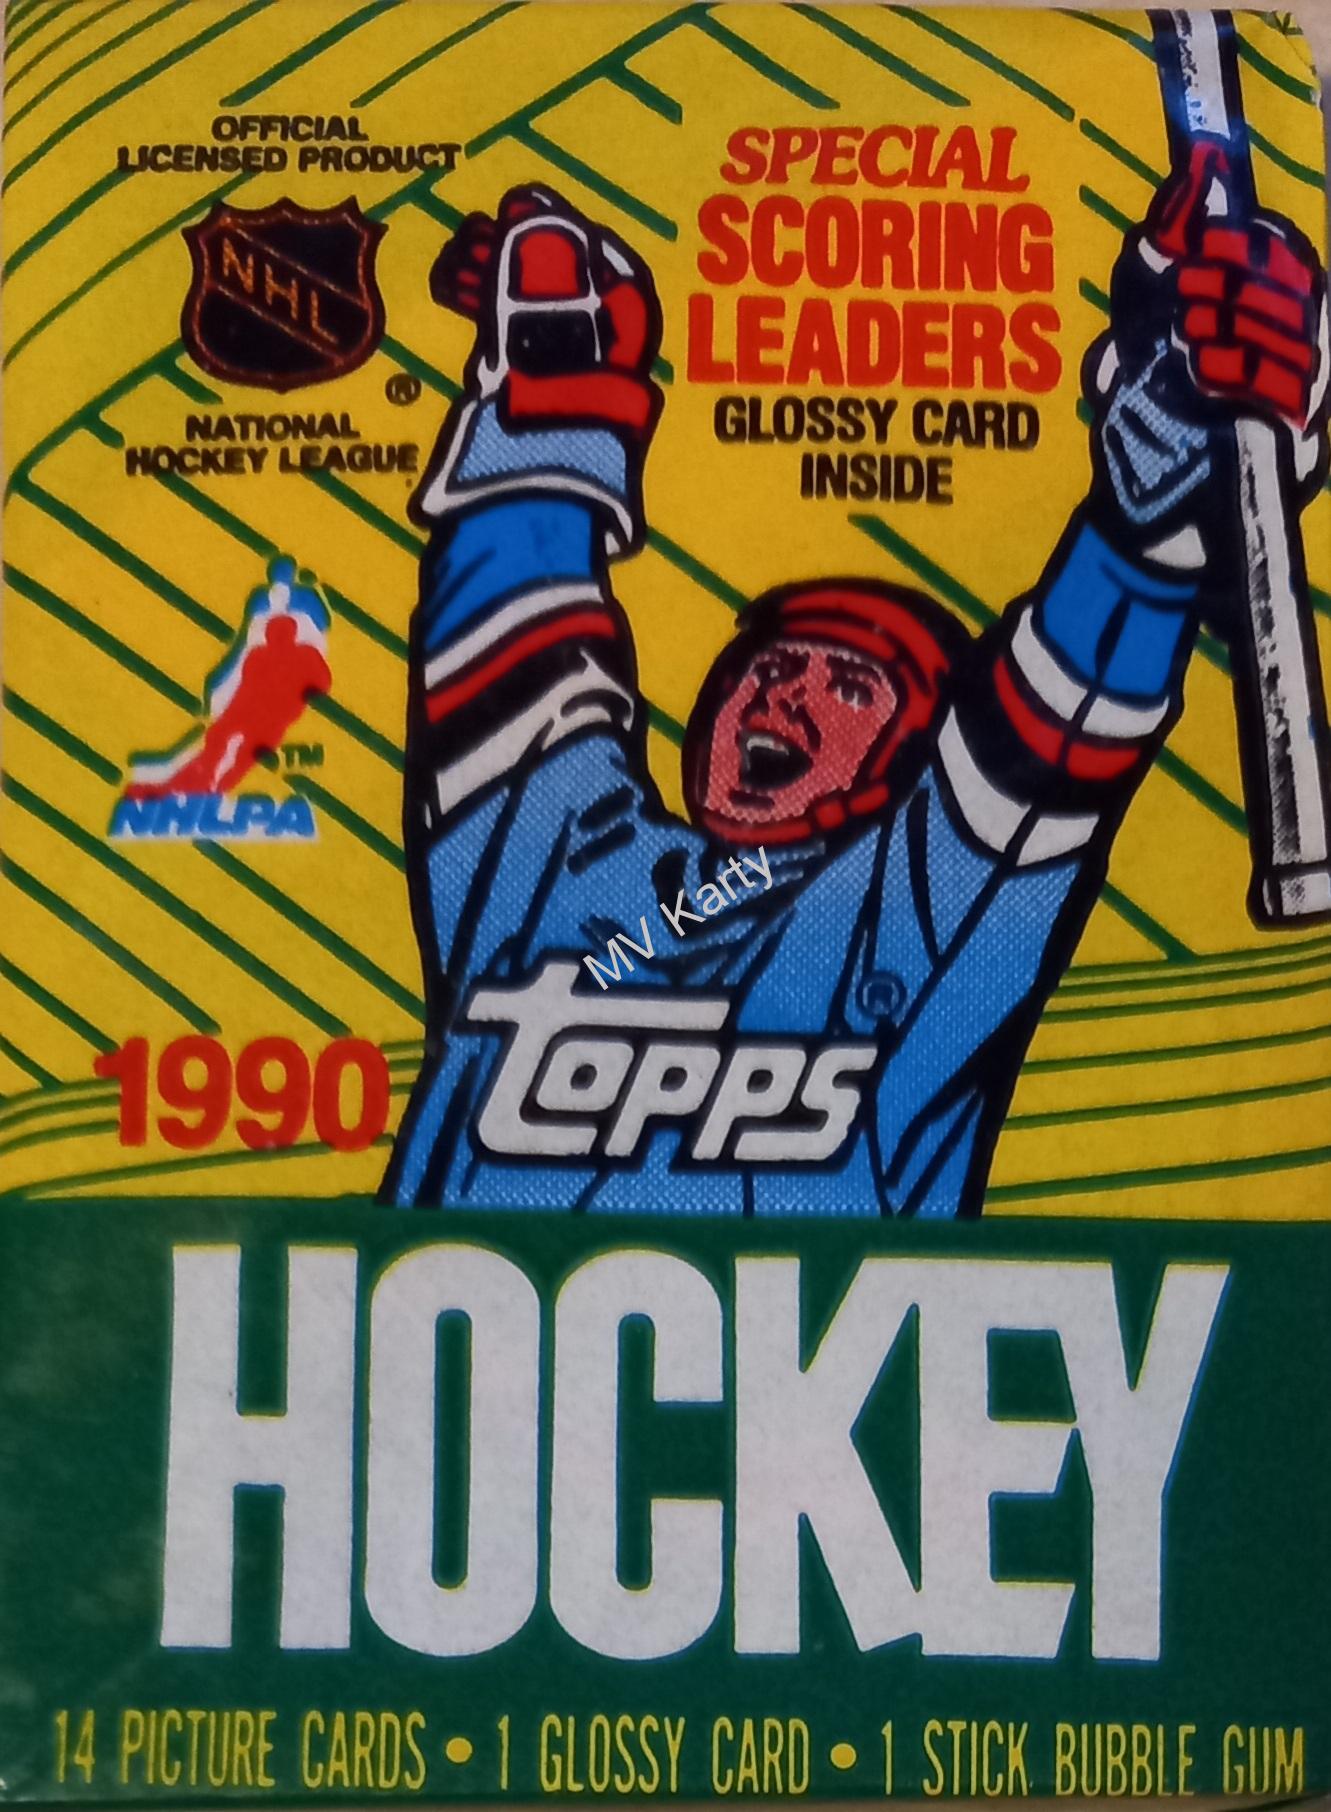 OFFICIAL
LICENSED PRODUCT
NHL
®
NATIONAL
HOCKEY LEAGUE
SPECIAL
SCORING
LEADERS
GLOSSY CARD
INSIDE
TM
NHLPA
MV Karty
1990
Topps ®
HOCKEY
14 PICTURE CARDS • 1 GLOSSY CARD • 1 STICK BUBBLE GUM